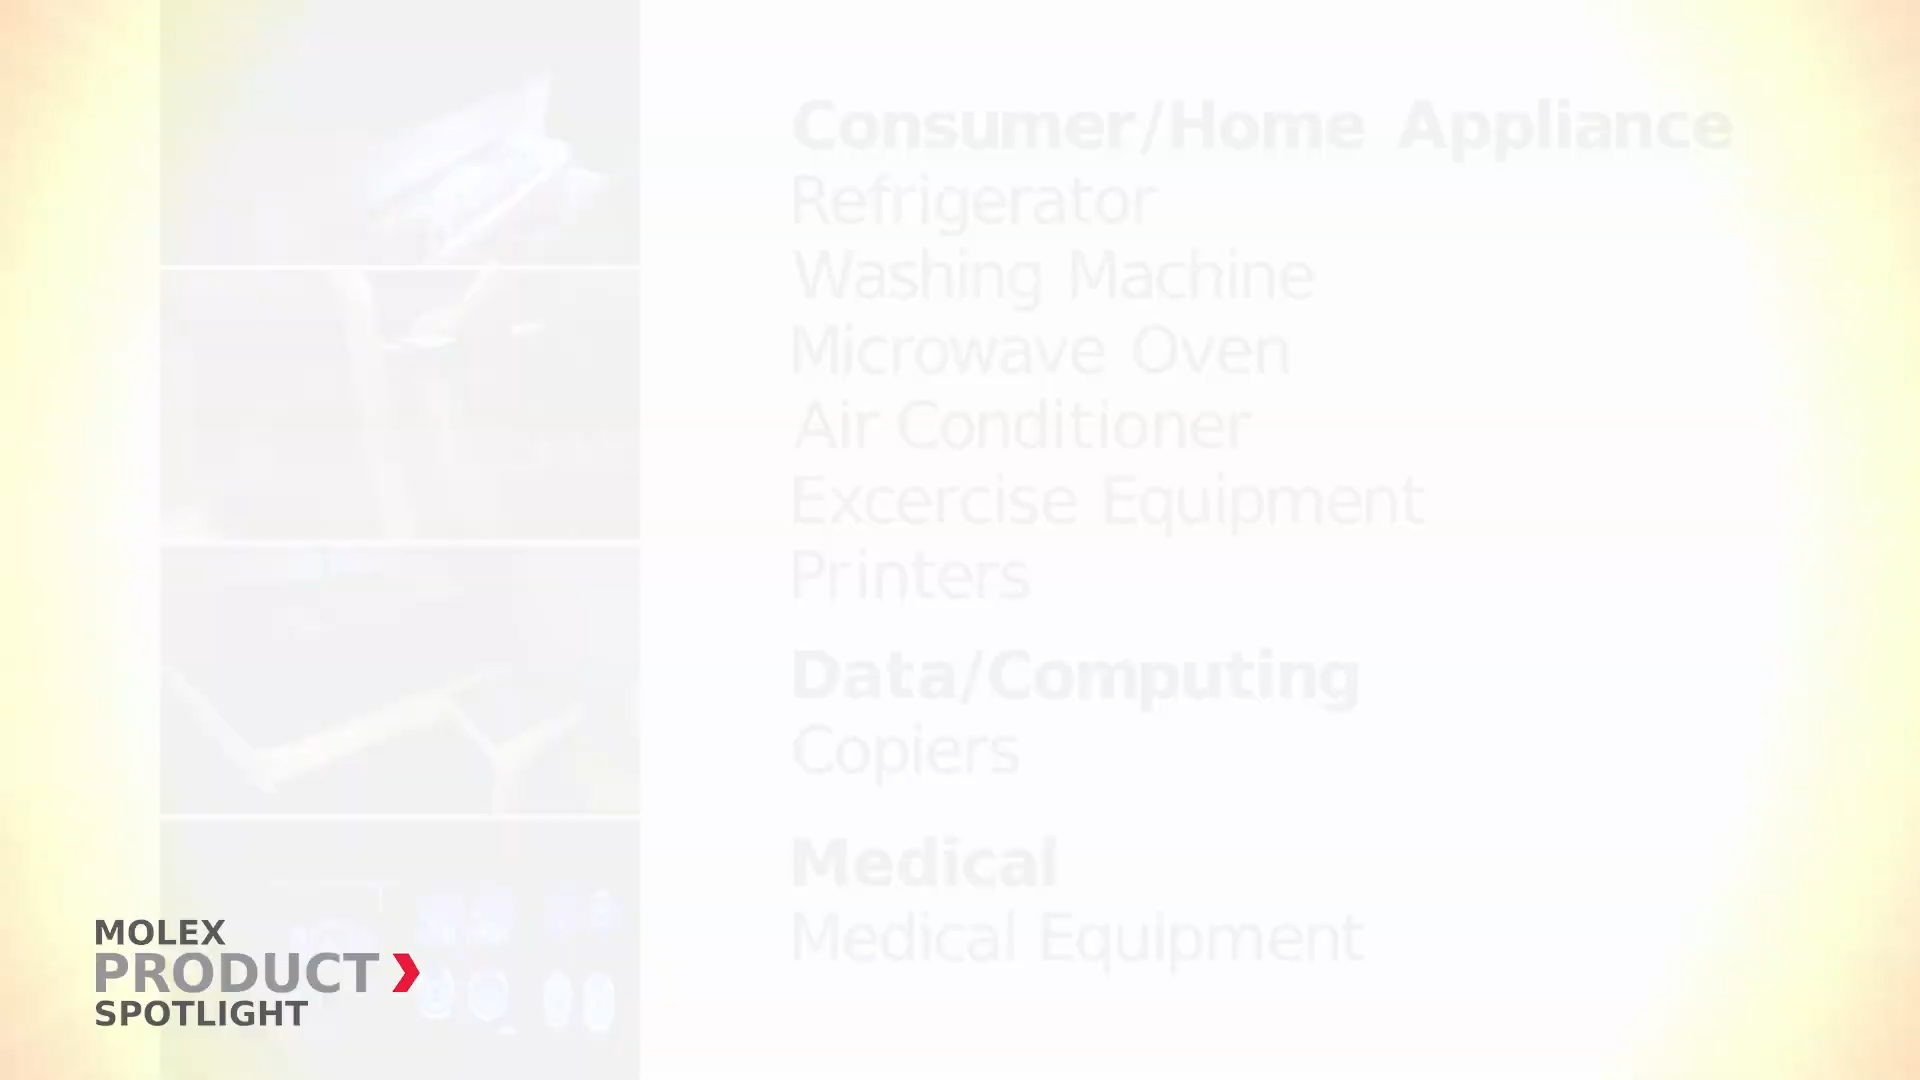 Consumer/Home Appliance
Refrigerator
Washing Machine
Microwave Oven
Air Conditioner
Excercise Equipment
Printers
Data/Computing
Copiers
Medical
Medical Equipment
MOLEX
PRODUCT
SPOTLIGHT